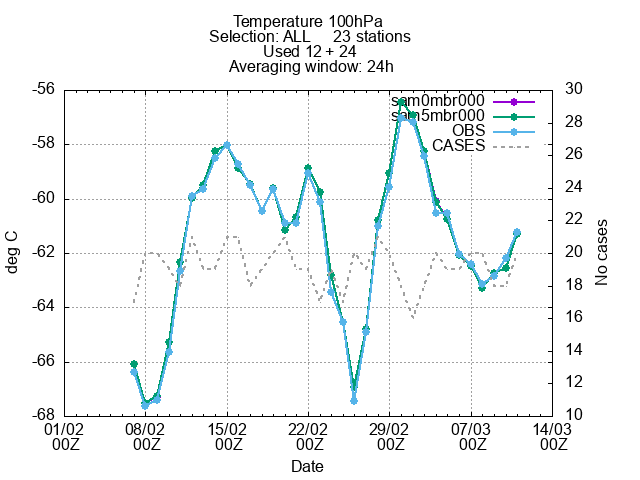 Temperature 100hPa
Selection: ALL 23 stations
Used 12 + 24
Averaging window: 24h
sam0mbr000
sam5mbr000
OBS
CASES
-56
-58
-60
-62
-64
-66
-68
30
28
26
24
22
20
18
16
14
12
10
deg C
No cases
01/02 08/02 15/02 22/02 29/02 07/03 14/03
00Z 00Z 00Z 00Z 00Z 00Z 00Z
Date